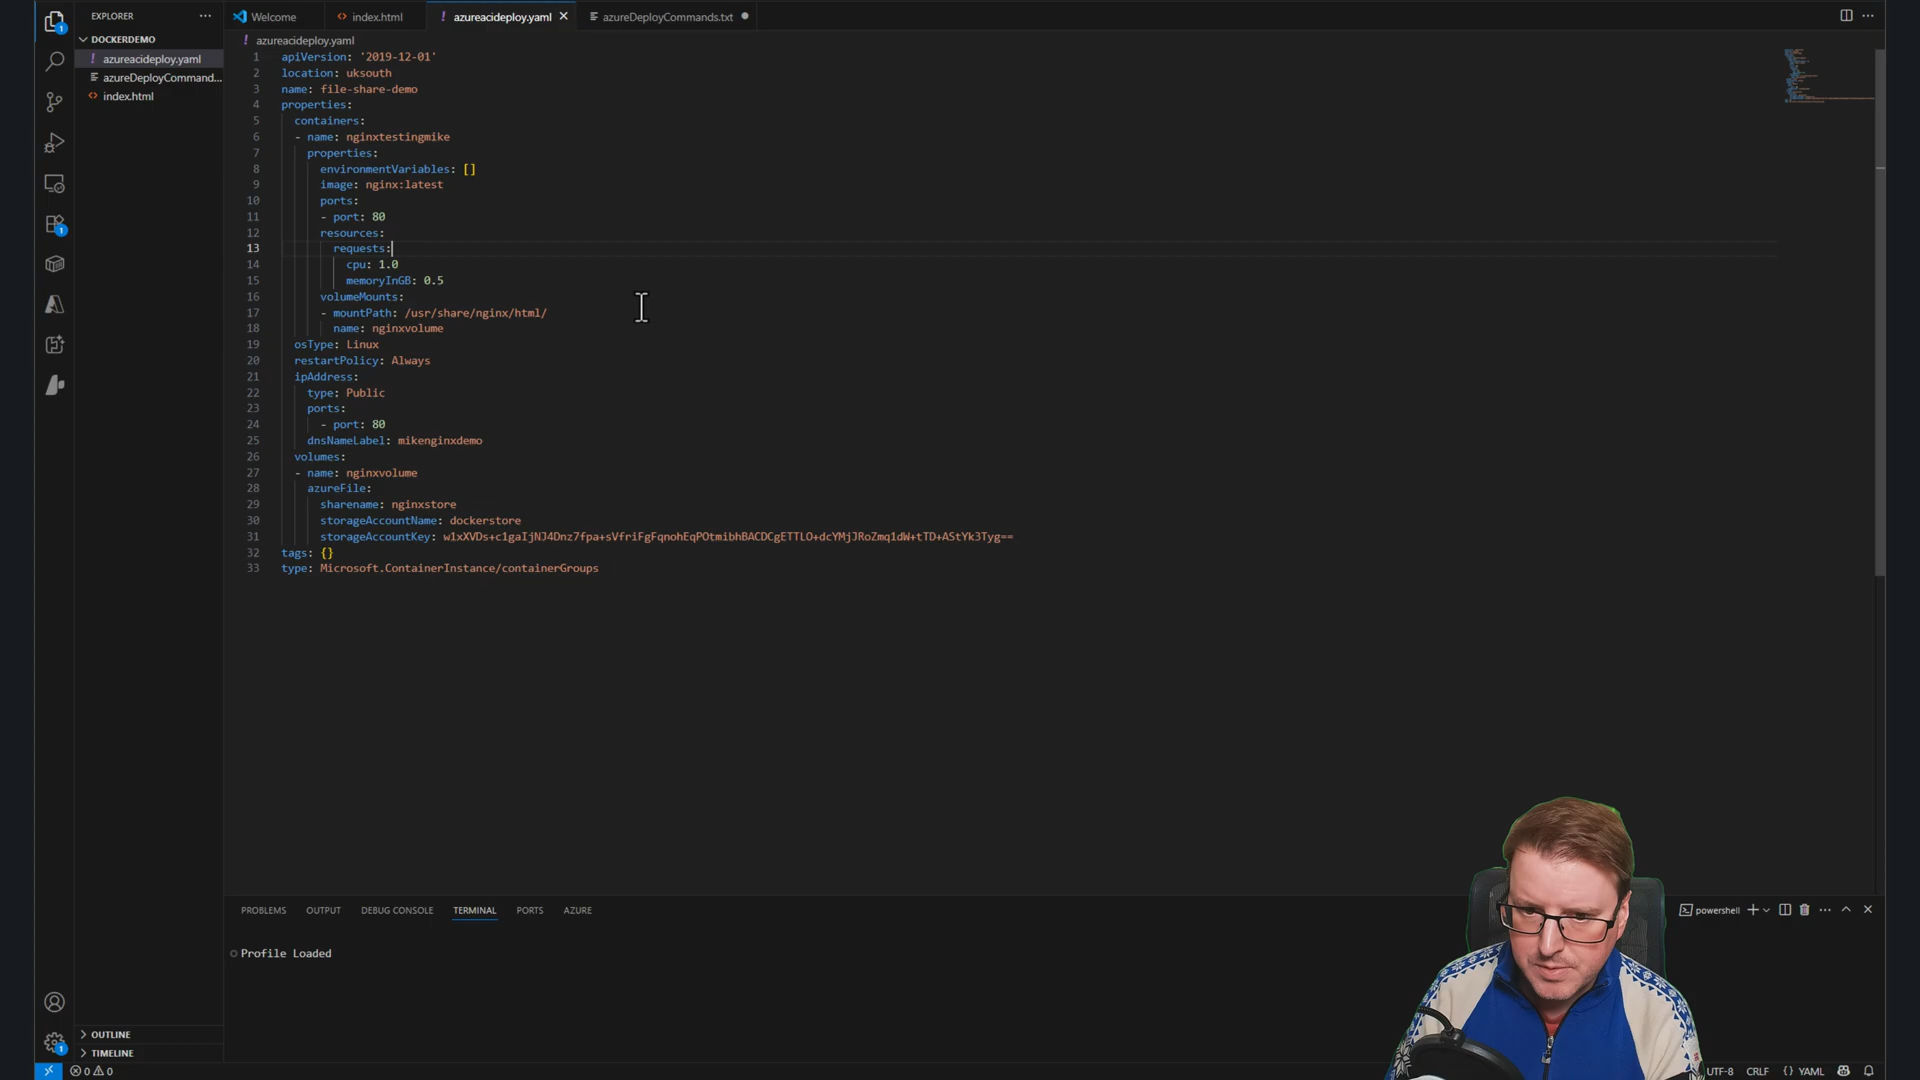 EXPLORER
DOCKERDEMO
azureacideploy.yaml
azureDeployCommand...
index.html
OUTLINE
TIMELINE
Welcome
index.html
azureacideploy.yaml
azureDeployCommands.txt
azureacideploy.yaml
1 apiVersion: '2019-12-01'
2 location: uksouth
3 name: file-share-demo
4 properties:
5 containers:
6 - name: nginxtestingmike
7 properties:
8 environmentVariables: []
9 image: nginx:latest
10 ports:
11 - port: 80
12 resources:
13 requests:
14 cpu: 1.0
15 memoryInGB: 0.5
16 volumeMounts:
17 - mountPath: /usr/share/nginx/html/
18 name: nginxvolume
19 osType: Linux
20 restartPolicy: Always
21 ipAddress:
22 type: Public
23 ports:
24 - port: 80
25 dnsNameLabel: mikenginxdemo
26 volumes:
27 - name: nginxvolume
28 azureFile:
29 sharename: nginxstore
30 storageAccountName: dockerstore
31 storageAccountKey: w1xXVDs+c1gaIjNJ4Dnz7fpa+sVfriFgFqnohEqPOtmibhBACDCgETTLO+dcYMjJRoZmq1dW+tTD+AStYk3Tyg==
32 tags: {}
33 type: Microsoft.ContainerInstance/containerGroups
PROBLEMS OUTPUT DEBUG CONSOLE TERMINAL PORTS AZURE
powershell
Profile Loaded
0 0
UTF-8 CRLF {} YAML